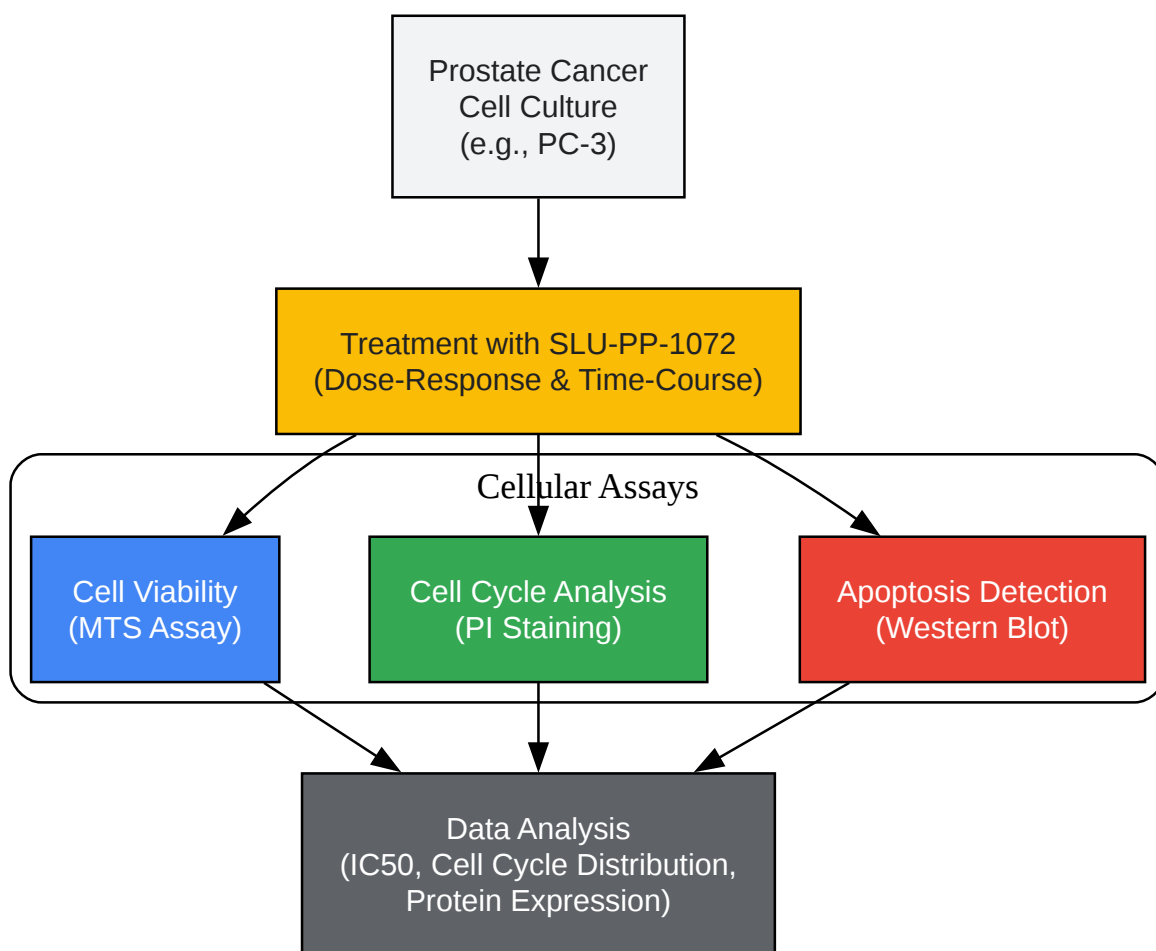 Prostate Cancer
Cell Culture
(e.g., PC-3)
Treatment with SLU-PP-1072
(Dose-Response & Time-Course)
Cellular Assays
Cell Viability
(MTS Assay)
Cell Cycle Analysis
(PI Staining)
Apoptosis Detection
(Western Blot)
Data Analysis
(IC50, Cell Cycle Distribution,
Protein Expression)